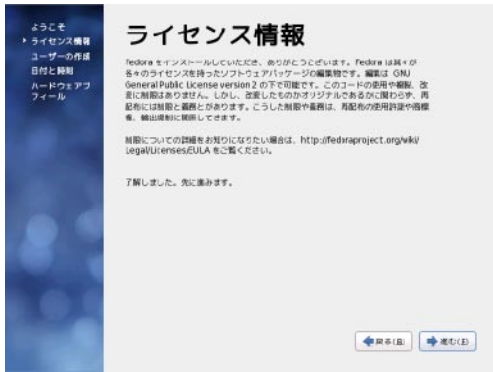 ようこそ
ライセンス情報
ユーザーの作成
日付と時刻
ハードウェアプ
フィール
ライセンス情報
Fedora をインストールしていただき、ありがとうございます。Fedora は其々が
各々のライセンスを持ったソフトウェアパッケージの編集物です。編集は GNU
General Public License version 2 の下で可能です。このコードの使用や複製、改
変に制限はありません。しかし、改変したものかオリジナルであるかに関わらず、再
配布には制限と義務とがあります。こうした制限や義務は、再配布の使用許諾や商標
権、輸出規制に関係してきます。
制限についての詳細をお知りになりたい場合は、http://fedoraproject.org/wiki/
Legal/Licenses/EULA をご覧ください。
了解しました。先に進みます。
戻る(B)
進む(F)